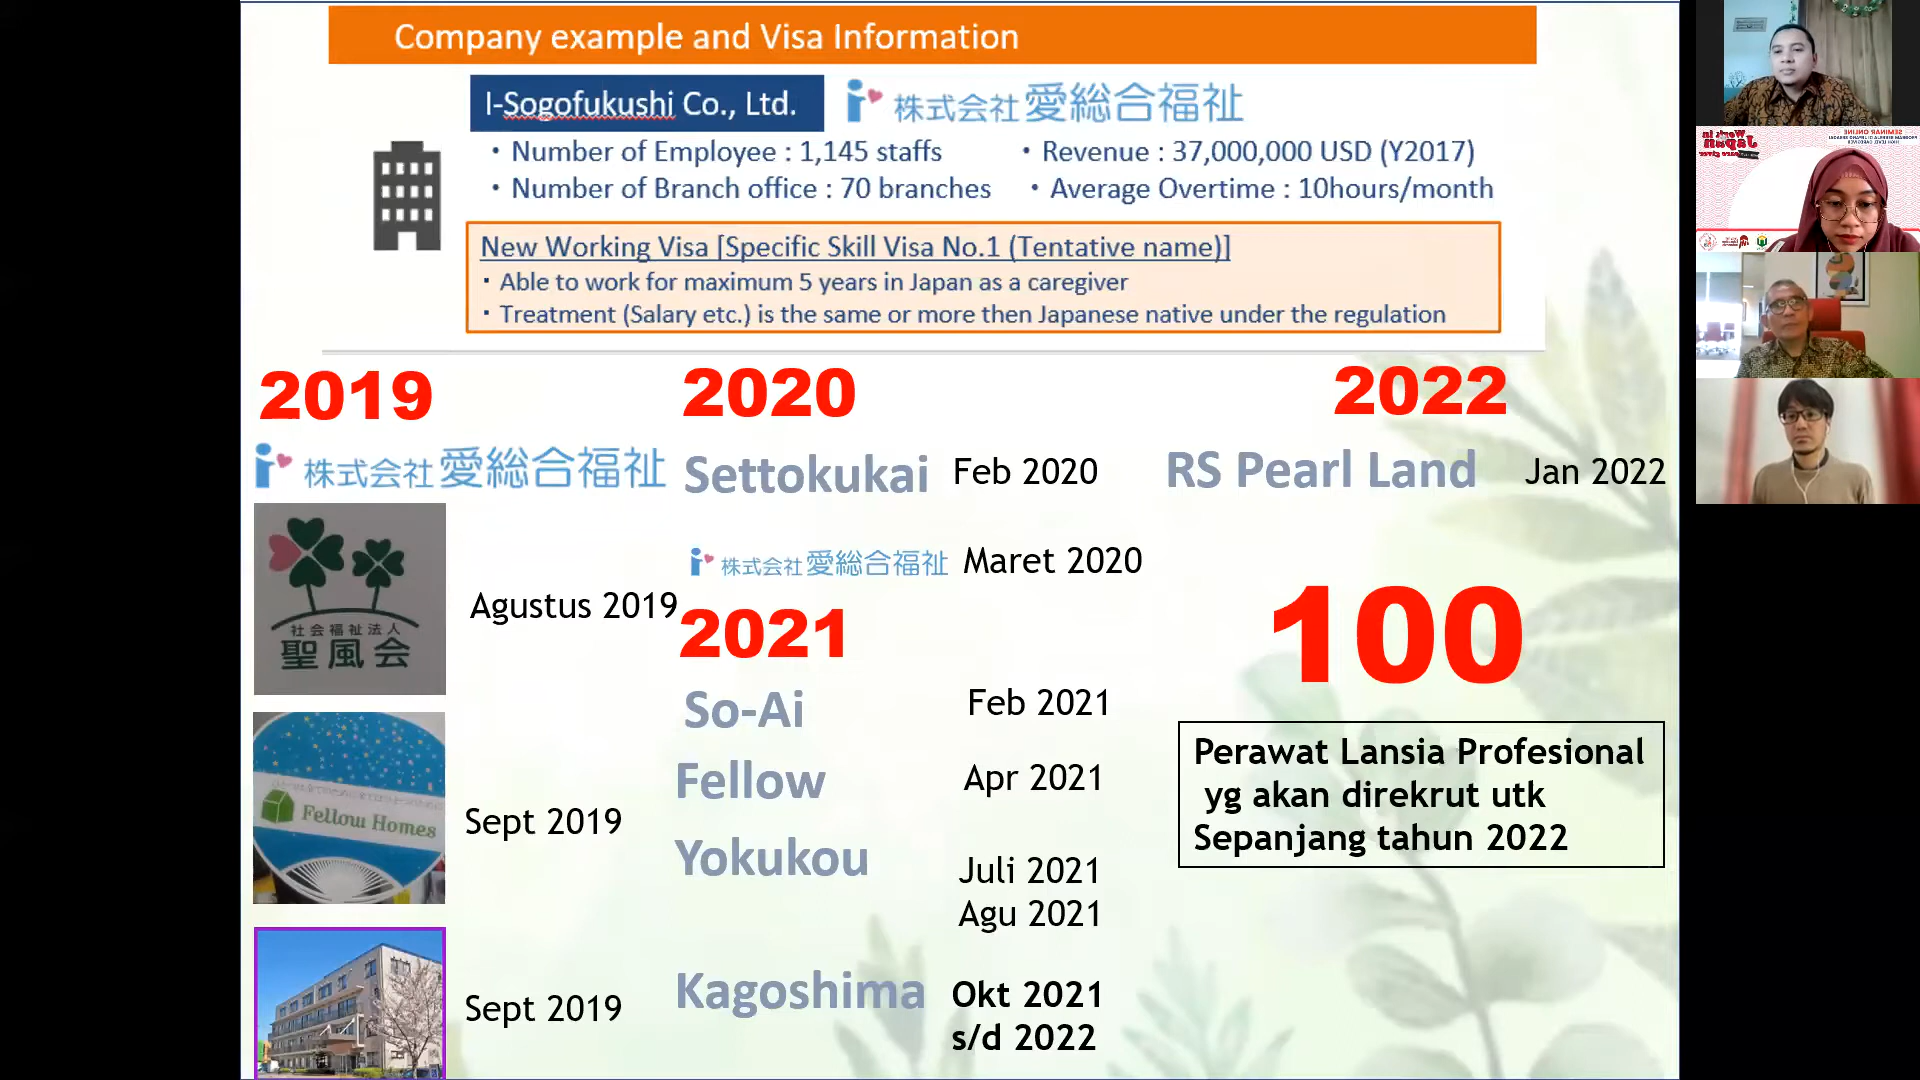 Company example and Visa Information
I-Sogofukushi Co., Ltd.
株式会社 愛総合福祉
・Number of Employee : 1,145 staffs
・Revenue : 37,000,000 USD (Y2017)
・Number of Branch office : 70 branches
・Average Overtime : 10hours/month
New Working Visa [Specific Skill Visa No.1 (Tentative name)]
・Able to work for maximum 5 years in Japan as a caregiver
・Treatment (Salary etc.) is the same or more then Japanese native under the regulation
2019
株式会社 愛総合福祉
社会福祉法人
聖風会
Agustus 2019
Fellow Homes
Sept 2019
Sept 2019
2020
Settokukai Feb 2020
株式会社 愛総合福祉 Maret 2020
2021
So-Ai Feb 2021
Fellow Apr 2021
Yokukou Juli 2021
Agu 2021
Kagoshima Okt 2021
s/d 2022
2022
RS Pearl Land Jan 2022
100
Perawat Lansia Profesional
yg akan direkrut utk
Sepanjang tahun 2022
Work in
Japan
SEMINAR ONLINE